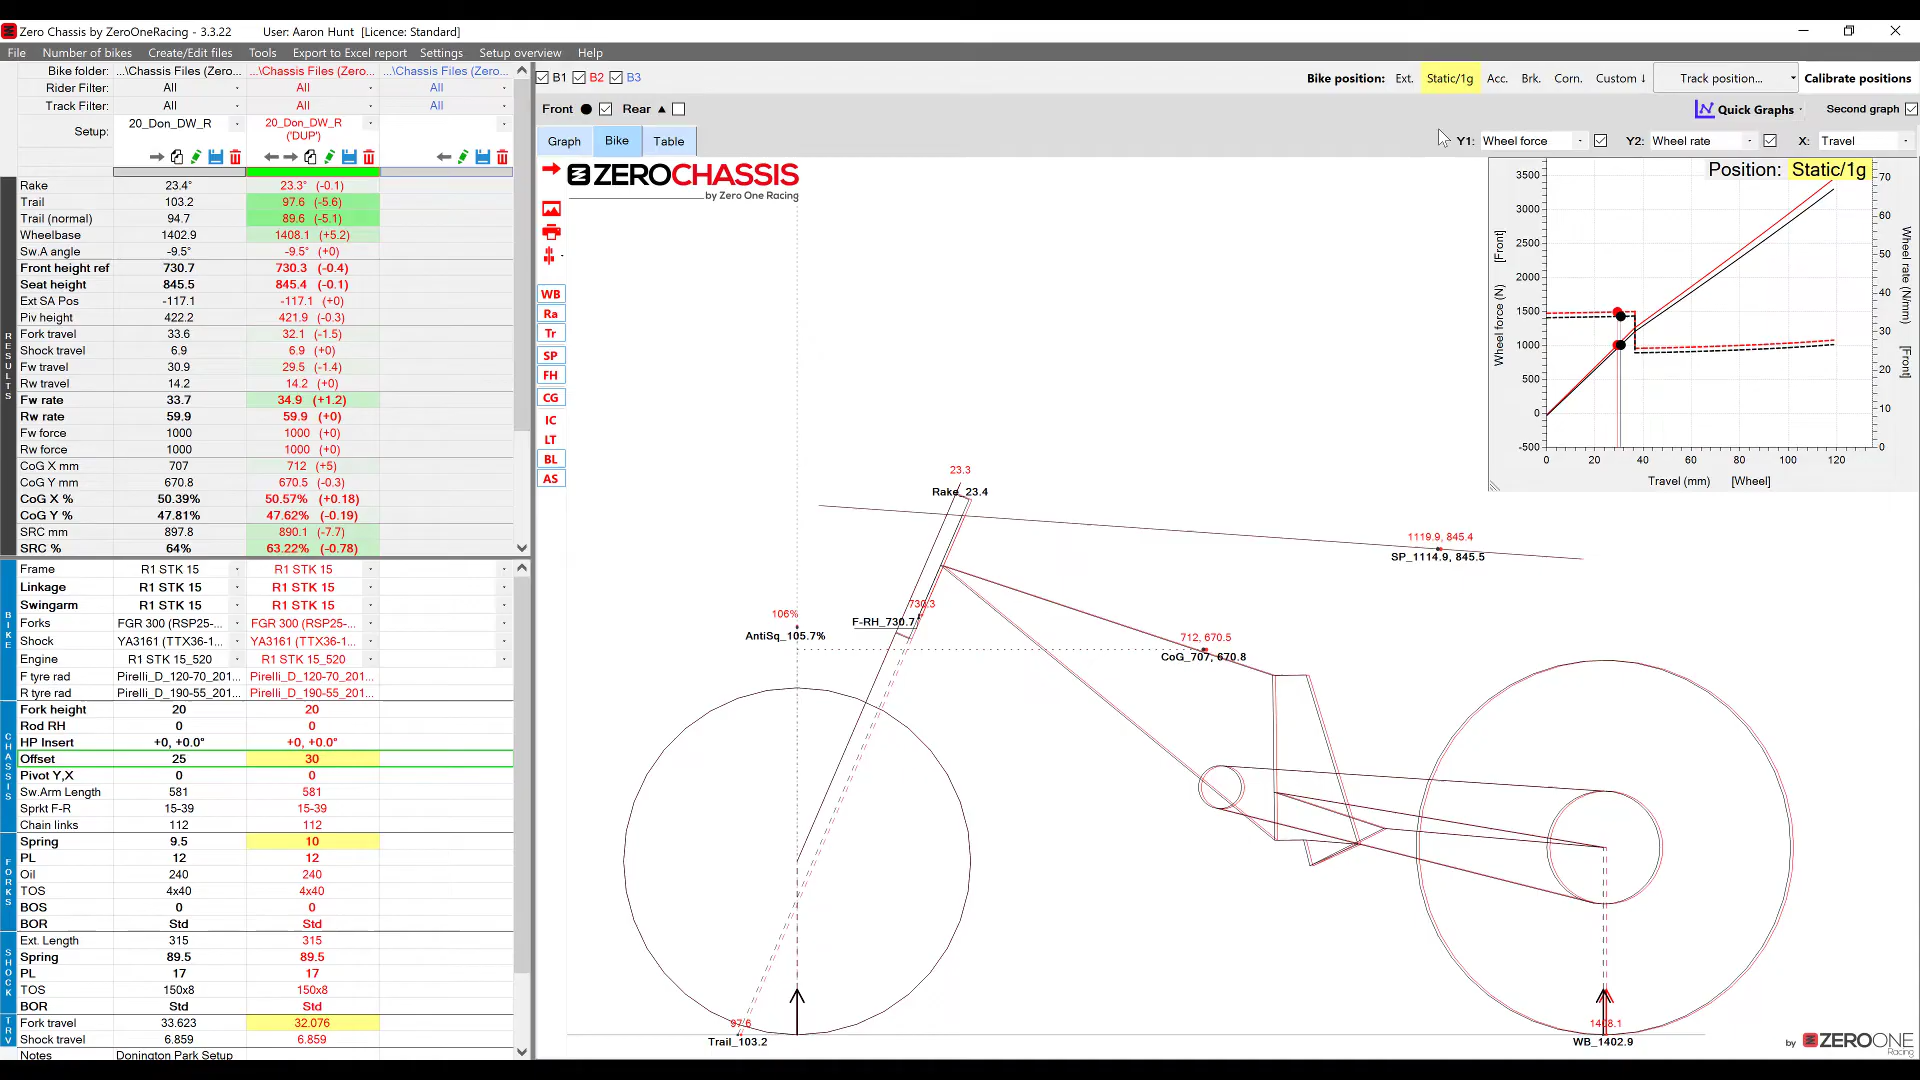 Zero Chassis by ZeroOneRacing - 3.3.22 User: Aaron Hunt [Licence: Standard]
File Number of bikes Create/Edit files Tools Export to Excel report Settings Setup overview Help
Bike folder: ...\Chassis Files (Zero... ...\Chassis Files (Zero... ...\Chassis Files (Zero...
Rider Filter: All All All
Track Filter: All All All
Setup: 20_Don_DW_R 20_Don_DW_R
('DUP')
B1 B2 B3
Bike position: Ext. Static/1g Acc. Brk. Corn. Custom ↓ Track position... Calibrate positions
Front Rear
Quick Graphs Second graph
Graph Bike Table
Y1: Wheel force Y2: Wheel rate X: Travel
RESULTS
Rake 23.4° 23.3° (-0.1)
Trail 103.2 97.6 (-5.6)
Trail (normal) 94.7 89.6 (-5.1)
Wheelbase 1402.9 1408.1 (+5.2)
Sw.A angle -9.5° -9.5° (+0)
Front height ref 730.7 730.3 (-0.4)
Seat height 845.5 845.4 (-0.1)
Ext SA Pos -117.1 -117.1 (+0)
Piv height 422.2 421.9 (-0.3)
Fork travel 33.6 32.1 (-1.5)
Shock travel 6.9 6.9 (+0)
Fw travel 30.9 29.5 (-1.4)
Rw travel 14.2 14.2 (+0)
Fw rate 33.7 34.9 (+1.2)
Rw rate 59.9 59.9 (+0)
Fw force 1000 1000 (+0)
Rw force 1000 1000 (+0)
CoG X mm 707 712 (+5)
CoG Y mm 670.8 670.5 (-0.3)
CoG X % 50.39% 50.57% (+0.18)
CoG Y % 47.81% 47.62% (-0.19)
SRC mm 897.8 890.1 (-7.7)
SRC % 64% 63.22% (-0.78)
BIKE
Frame R1 STK 15 R1 STK 15
Linkage R1 STK 15 R1 STK 15
Swingarm R1 STK 15 R1 STK 15
Forks FGR 300 (RSP25-... FGR 300 (RSP25-...
Shock YA3161 (TTX36-1... YA3161 (TTX36-1...
Engine R1 STK 15_520 R1 STK 15_520
F tyre rad Pirelli_D_120-70_201... Pirelli_D_120-70_201...
R tyre rad Pirelli_D_190-55_201... Pirelli_D_190-55_201...
CHASSIS
Fork height 20 20
Rod RH 0 0
HP Insert +0, +0.0° +0, +0.0°
Offset 25 30
Pivot Y,X 0 0
Sw.Arm Length 581 581
Sprkt F-R 15-39 15-39
Chain links 112 112
FORKS
Spring 9.5 10
PL 12 12
Oil 240 240
TOS 4x40 4x40
BOS 0 0
BOR Std Std
SHOCK
Ext. Length 315 315
Spring 89.5 89.5
PL 17 17
TOS 150x8 150x8
BOR Std Std
TRV
Fork travel 33.623 32.076
Shock travel 6.859 6.859
Notes Donington Park Setup
ZEROCHASSIS
by Zero One Racing
WB
Ra
Tr
SP
FH
CG
IC
LT
BL
AS
Position: Static/1g
3500
3000
2500
2000
1500
1000
500
0
-500
Wheel force (N) [Front]
70
60
50
40
30
20
10
0
Wheel rate (N/mm) [Front]
0 20 40 60 80 100 120
Travel (mm) [Wheel]
23.3
Rake_23.4
1119.9, 845.4
SP_1114.9, 845.5
730.3
F-RH_730.7
106%
AntiSq_105.7%
712, 670.5
CoG_707, 670.8
97.6
Trail_103.2
1408.1
WB_1402.9
by ZEROONE
Racing